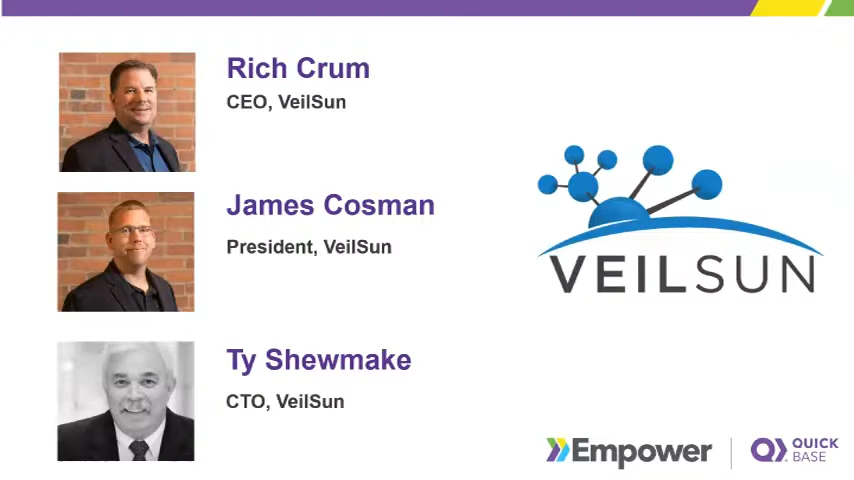 Rich Crum
CEO, VeilSun
James Cosman
President, VeilSun
Ty Shewmake
CTO, VeilSun
VEILSUN
Empower
QUICK
BASE